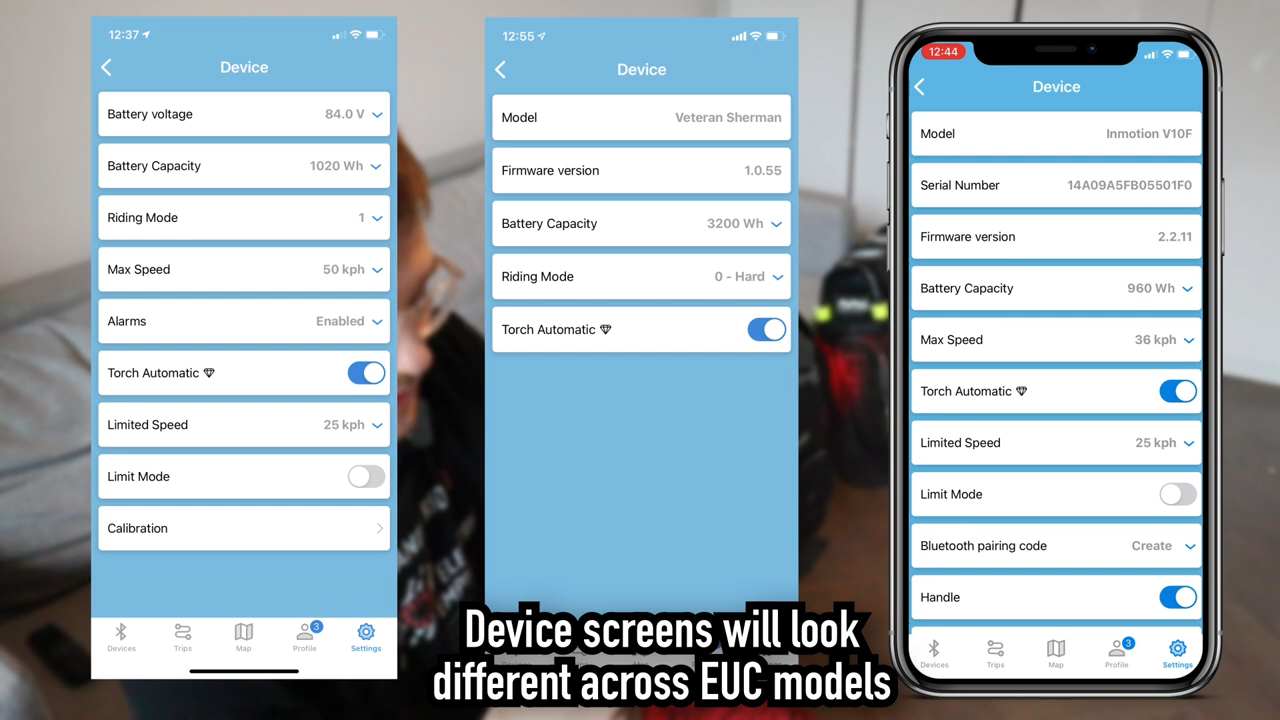 12:37
Device
Battery voltage 84.0 V
Battery Capacity 1020 Wh
Riding Mode 1
Max Speed 50 kph
Alarms Enabled
Torch Automatic
Limited Speed 25 kph
Limit Mode
Calibration
3
Devices Trips Map Profile Settings
12:55
Device
Model Veteran Sherman
Firmware version 1.0.55
Battery Capacity 3200 Wh
Riding Mode 0 - Hard
Torch Automatic
12:44
Device
Model Inmotion V10F
Serial Number 14A09A5FB05501F0
Firmware version 2.2.11
Battery Capacity 960 Wh
Max Speed 36 kph
Torch Automatic
Limited Speed 25 kph
Limit Mode
Bluetooth pairing code Create
Handle
3
Devices Trips Map Profile Settings
Device screens will look
different across EUC models